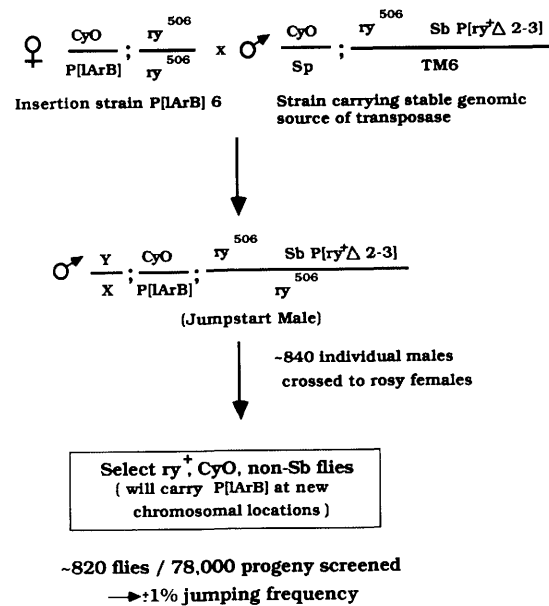 ♀ CyO / P[lArB] ; ry506 / ry506 x ♂ CyO / Sp ; ry506 Sb P[ry+Δ 2-3] / TM6
Insertion strain P[lArB] 6
Strain carrying stable genomic
source of transposase
♂ Y / X ; CyO / P[lArB] ; ry506 Sb P[ry+Δ 2-3] / ry506
(Jumpstart Male)
~840 individual males
crossed to rosy females
Select ry+, CyO, non-Sb flies
( will carry P[lArB] at new
chromosomal locations )
~820 flies / 78,000 progeny screened
→ ±1% jumping frequency